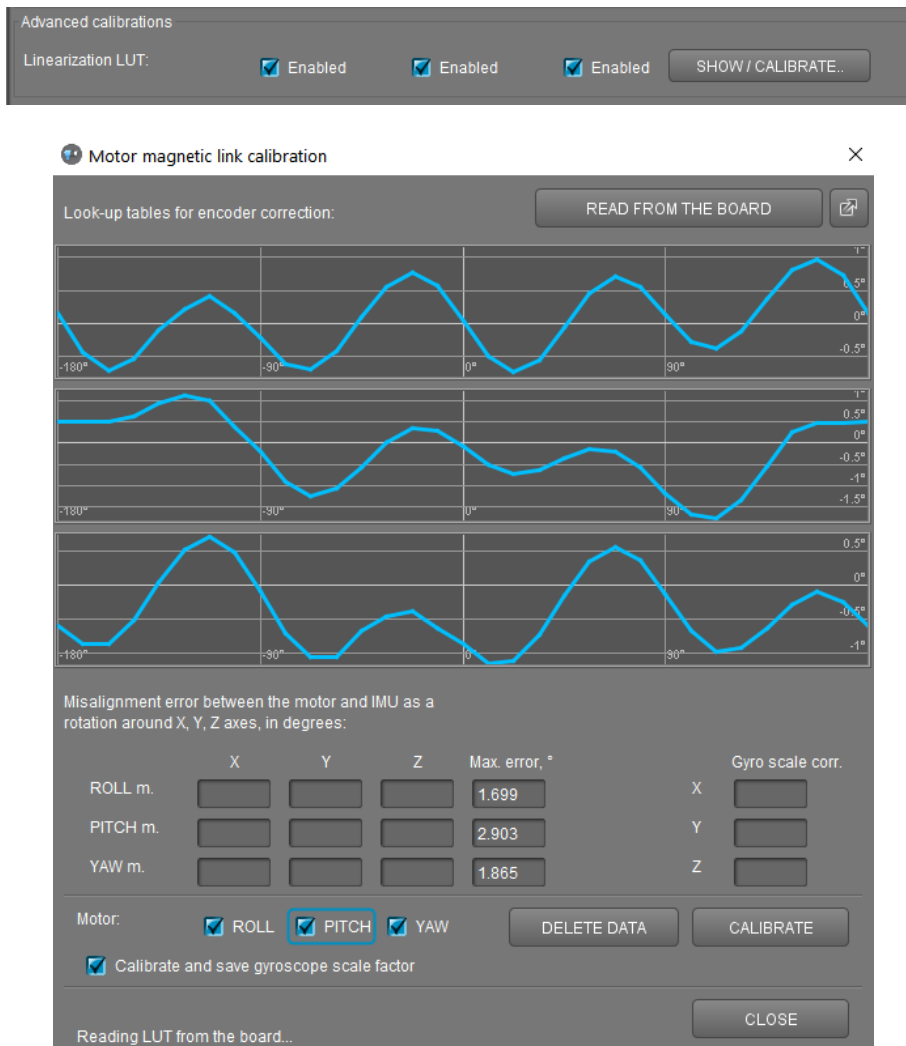 Advanced calibrations
Linearization LUT: Enabled Enabled Enabled SHOW / CALIBRATE..
Motor magnetic link calibration
Look-up tables for encoder correction: READ FROM THE BOARD
1°
0.5°
0°
-0.5°
-180° -90° 0° 90°
1°
0.5°
0°
-0.5°
-1°
-1.5°
-180° -90° 0° 90°
0.5°
0°
-0.5°
-1°
-180° -90° 0° 90°
Misalignment error between the motor and IMU as a
rotation around X, Y, Z axes, in degrees:
X Y Z Max. error, ° Gyro scale corr.
ROLL m. 1.699 X
PITCH m. 2.903 Y
YAW m. 1.865 Z
Motor: ROLL PITCH YAW DELETE DATA CALIBRATE
Calibrate and save gyroscope scale factor
CLOSE
Reading LUT from the board...